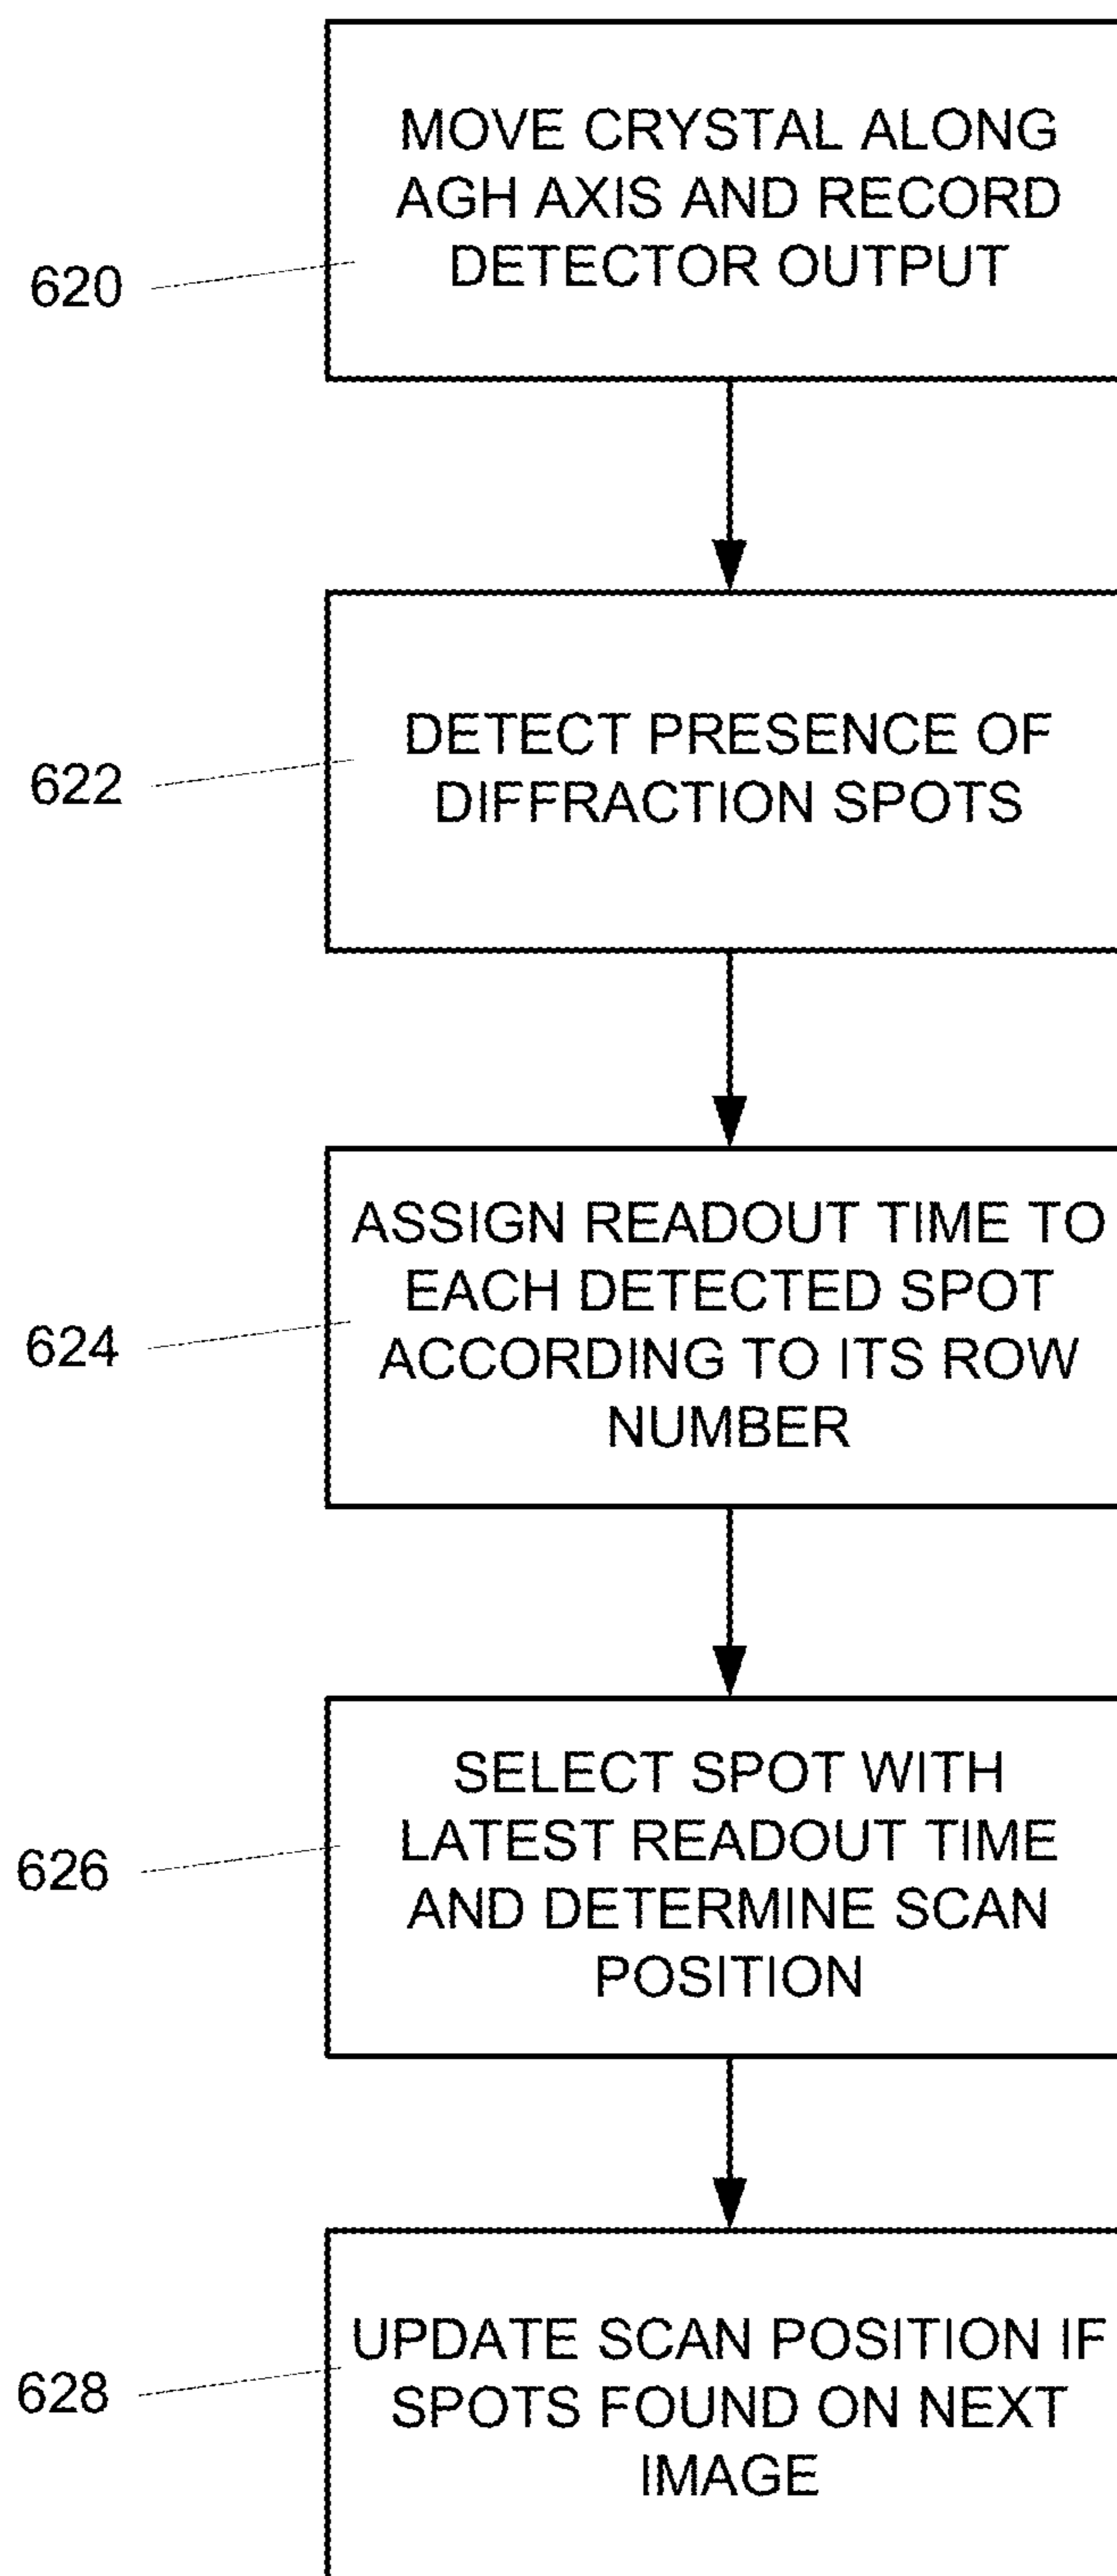 MOVE CRYSTAL ALONG
AGH AXIS AND RECORD
DETECTOR OUTPUT
620
DETECT PRESENCE OF
DIFFRACTION SPOTS
622
ASSIGN READOUT TIME TO
EACH DETECTED SPOT
ACCORDING TO ITS ROW
NUMBER
624
SELECT SPOT WITH
LATEST READOUT TIME
AND DETERMINE SCAN
POSITION
626
UPDATE SCAN POSITION IF
SPOTS FOUND ON NEXT
IMAGE
628